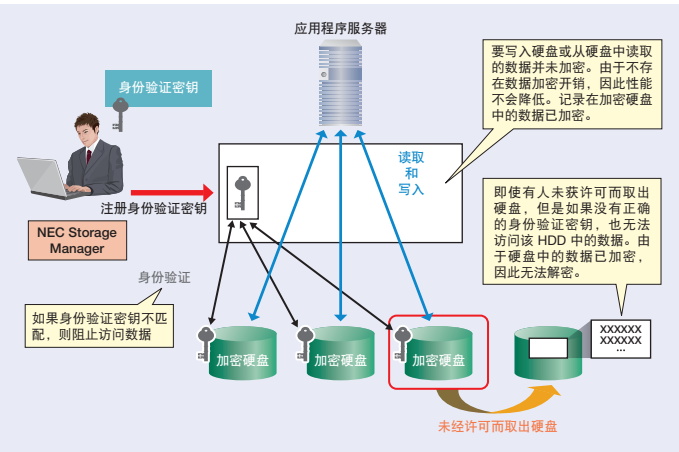 应用程序服务器
身份验证密钥
要写入硬盘或从硬盘中读取
的数据并未加密。由于不存
在数据加密开销，因此性能
不会降低。记录在加密硬盘
中的数据已加密。
读取
和
写入
注册身份验证密钥
NEC Storage
Manager
即使有人未获许可而取出
硬盘，但是如果没有正确
的身份验证密钥，也无法
访问该 HDD 中的数据。由
于硬盘中的数据已加密，
因此无法解密。
身份验证
如果身份验证密钥不匹
配，则阻止访问数据
加密硬盘
加密硬盘
加密硬盘
XXXXXX
XXXXXX
...
未经许可而取出硬盘